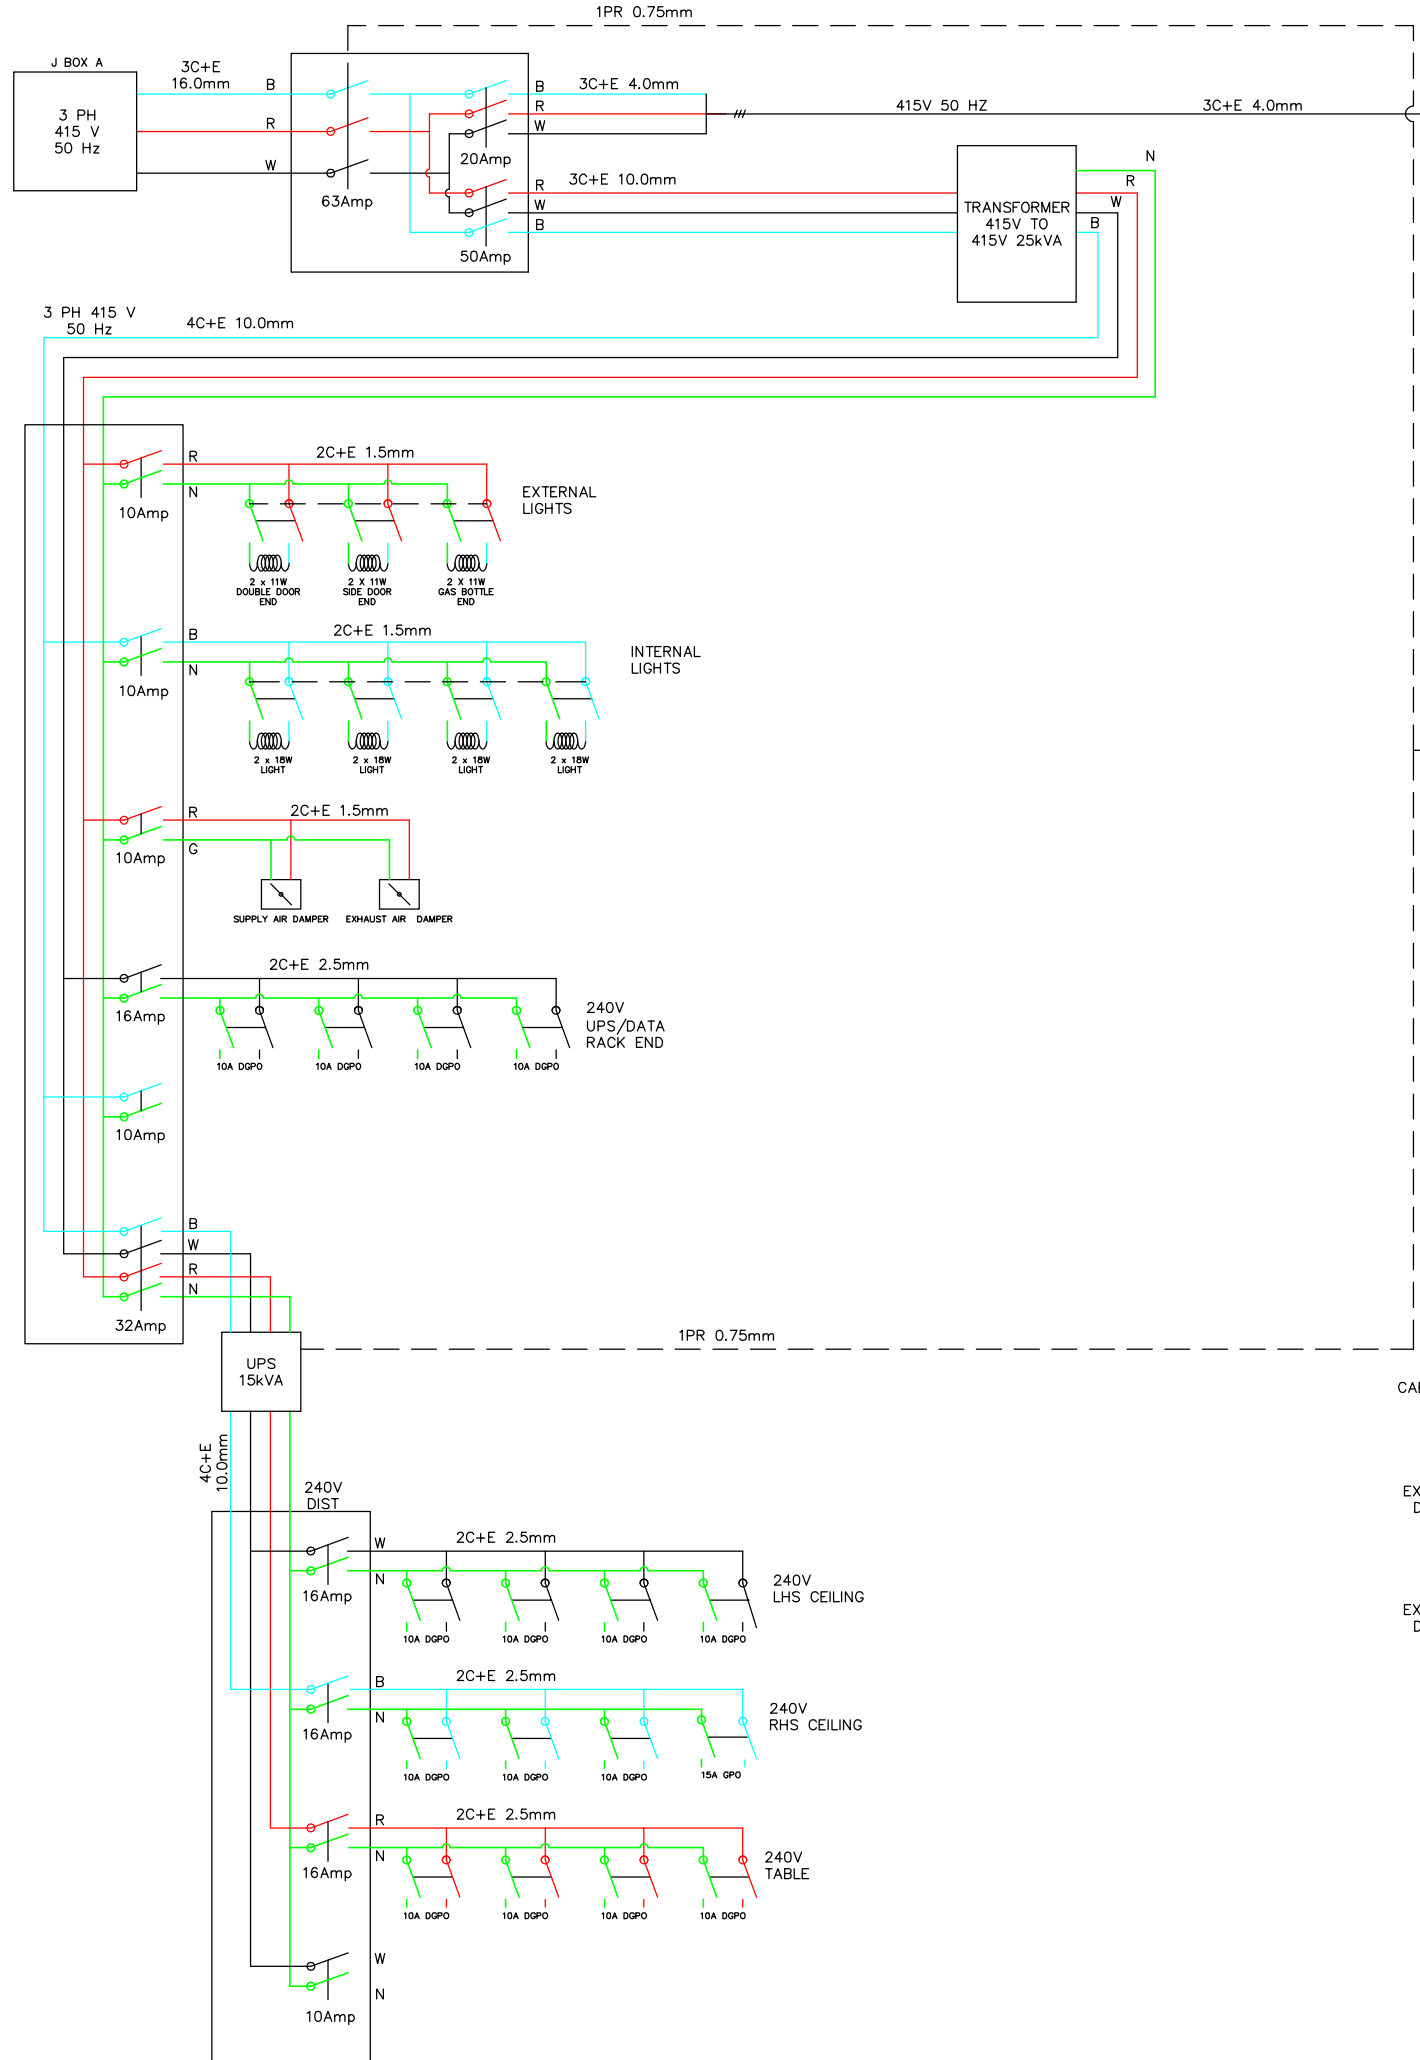 1PR 0.75mm
J BOX A
3 PH
415 V
50 Hz
3C+E
16.0mm
B
R
W
63Amp
20Amp
50Amp
B
R
W
3C+E 4.0mm
415V 50 HZ
3C+E 4.0mm
R
W
B
3C+E 10.0mm
TRANSFORMER
415V TO
415V 25kVA
N
R
W
B
3 PH 415 V
50 Hz
4C+E 10.0mm
10Amp
R
N
2C+E 1.5mm
EXTERNAL
LIGHTS
2 x 11W
DOUBLE DOOR
END
2 X 11W
SIDE DOOR
END
2 X 11W
GAS BOTTLE
END
10Amp
B
N
2C+E 1.5mm
INTERNAL
LIGHTS
2 x 18W
LIGHT
2 x 18W
LIGHT
2 x 18W
LIGHT
2 x 18W
LIGHT
10Amp
R
G
2C+E 1.5mm
SUPPLY AIR DAMPER
EXHAUST AIR DAMPER
16Amp
2C+E 2.5mm
240V
UPS/DATA
RACK END
10A DGPO
10A DGPO
10A DGPO
10A DGPO
10Amp
B
W
R
N
32Amp
UPS
15kVA
1PR 0.75mm
CAB
4C+E
10.0mm
240V
DIST
EX
D
16Amp
W
N
2C+E 2.5mm
240V
LHS CEILING
10A DGPO
10A DGPO
10A DGPO
10A DGPO
EX
D
16Amp
B
N
2C+E 2.5mm
240V
RHS CEILING
10A DGPO
10A DGPO
10A DGPO
15A GPO
16Amp
R
N
2C+E 2.5mm
240V
TABLE
10A DGPO
10A DGPO
10A DGPO
10A DGPO
W
N
10Amp